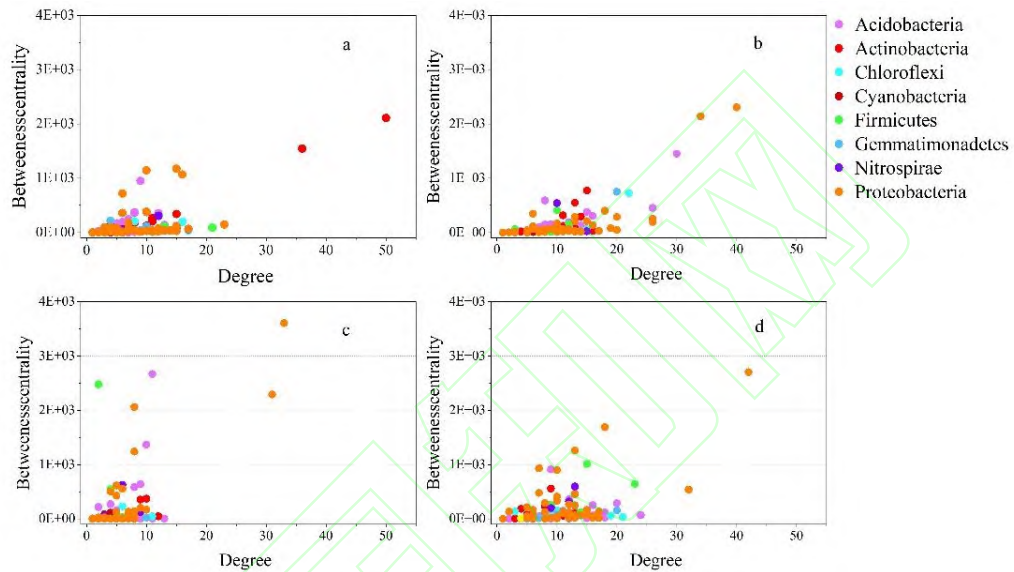 4E+03
3E+03
2E+03
1E+03
0E+00
0 10 20 30 40 50
Betweenesscentrality
Degree
a
4E−03
3E−03
2E−03
1E−03
0E−00
0 10 20 30 40 50
Betweenesscentrality
Degree
b
Acidobacteria
Actinobacteria
Chloroflexi
Cyanobacteria
Firmicutes
Gemmatimonadetes
Nitrospirae
Proteobacteria
4E+03
3E+03
2E+03
1E+03
0E+00
0 10 20 30 40 50
Betweenesscentrality
Degree
c
4E−03
3E−03
2E−03
1E−03
0E−00
0 10 20 30 40 50
Betweenesscentrality
Degree
d